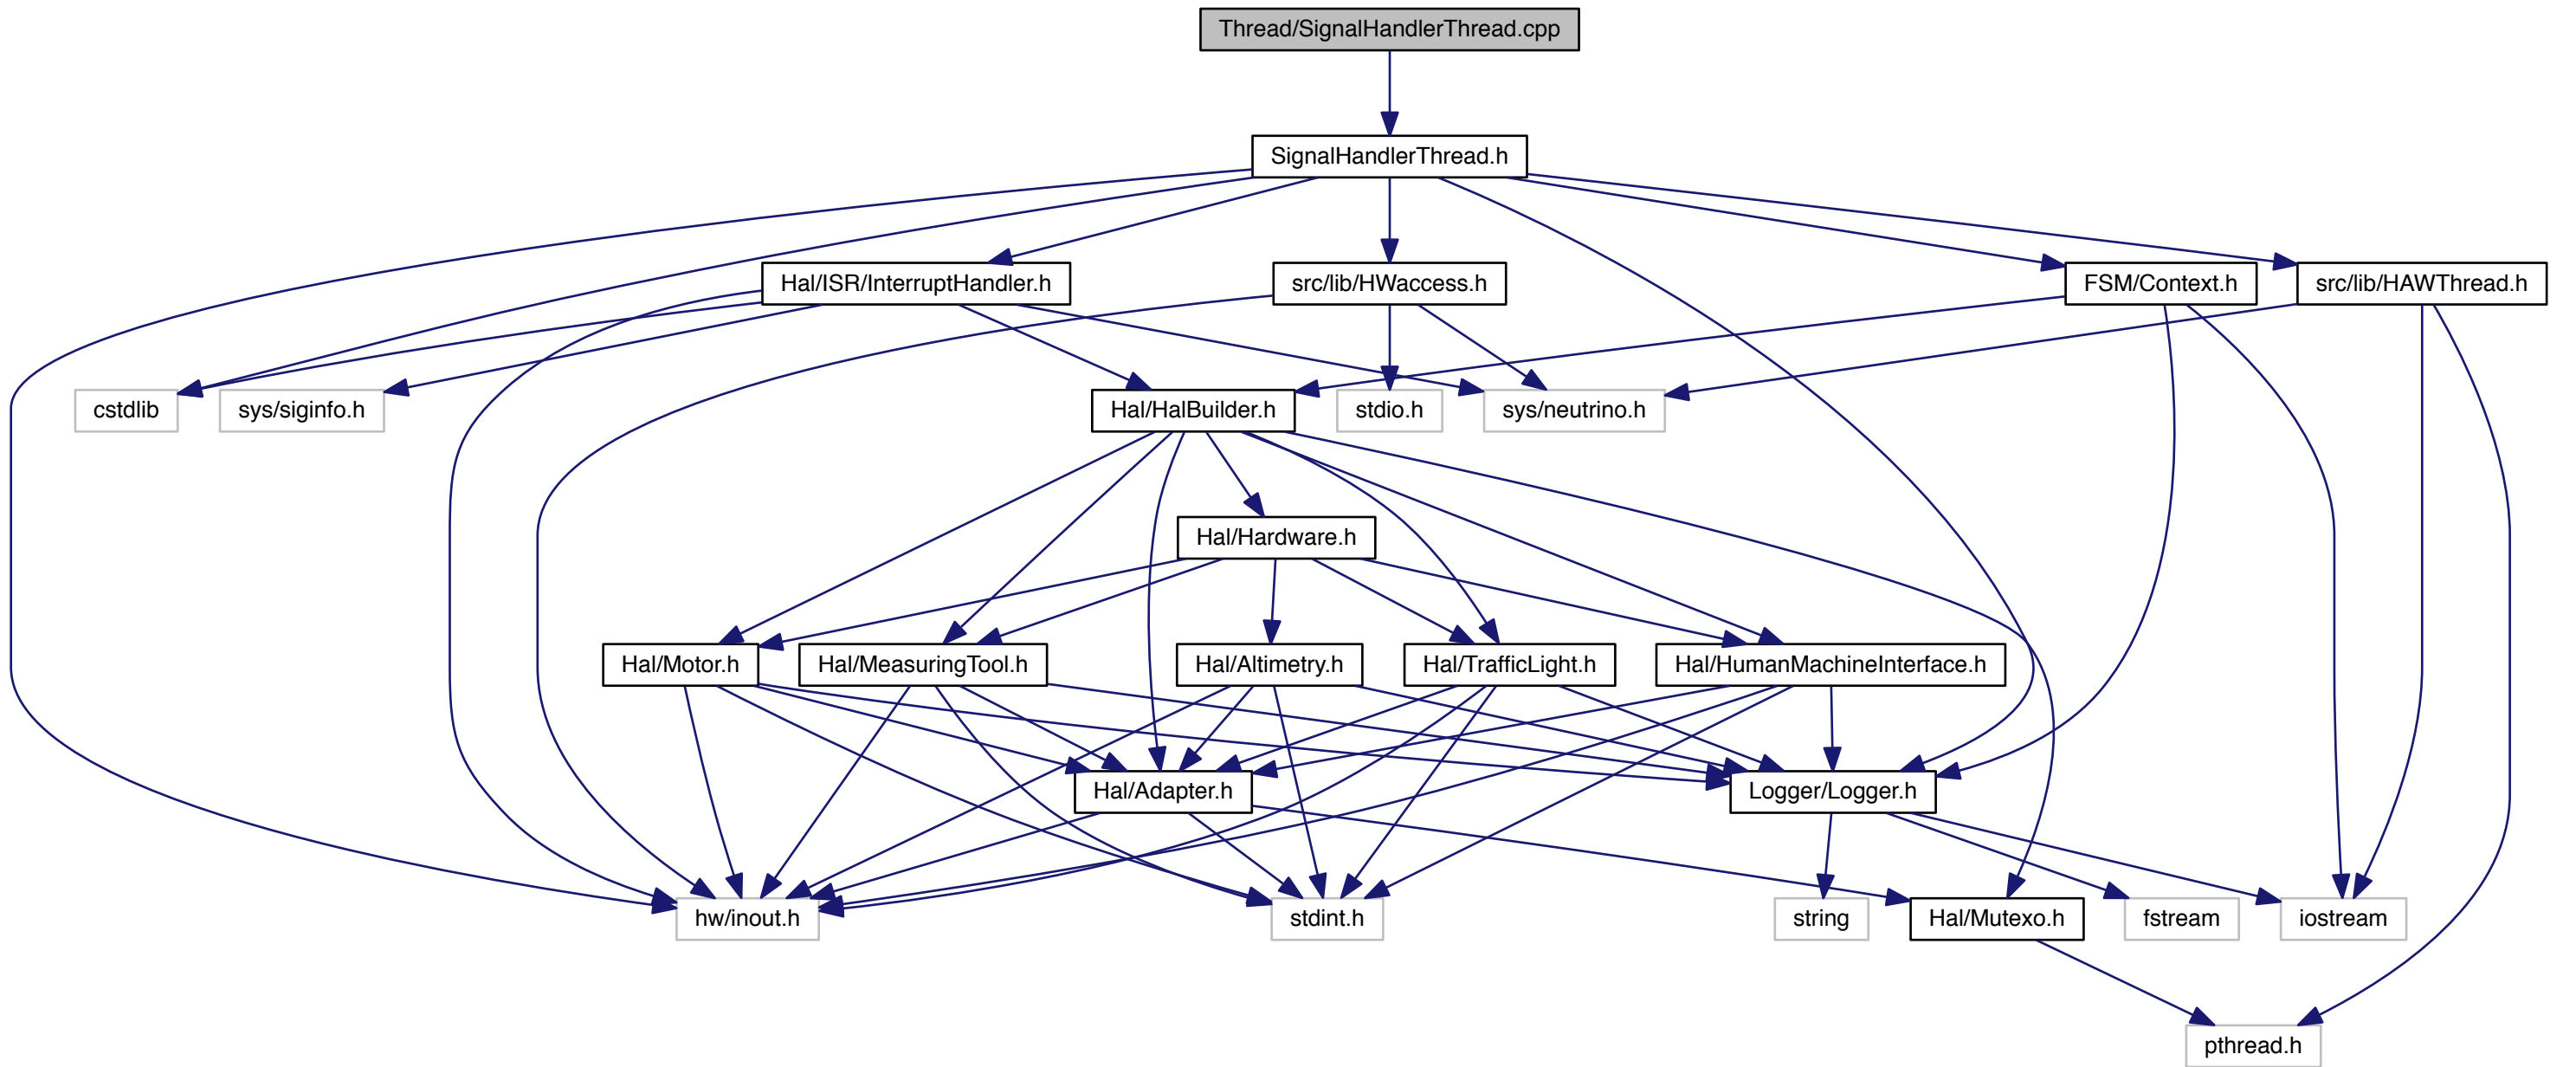 Thread/SignalHandlerThread.cpp
SignalHandlerThread.h
Hal/ISR/InterruptHandler.h
src/lib/HWaccess.h
FSM/Context.h
src/lib/HAWThread.h
cstdlib
sys/siginfo.h
Hal/HalBuilder.h
stdio.h
sys/neutrino.h
Hal/Hardware.h
Hal/Motor.h
Hal/MeasuringTool.h
Hal/Altimetry.h
Hal/TrafficLight.h
Hal/HumanMachineInterface.h
Hal/Adapter.h
Logger/Logger.h
hw/inout.h
stdint.h
string
Hal/Mutexo.h
fstream
iostream
pthread.h